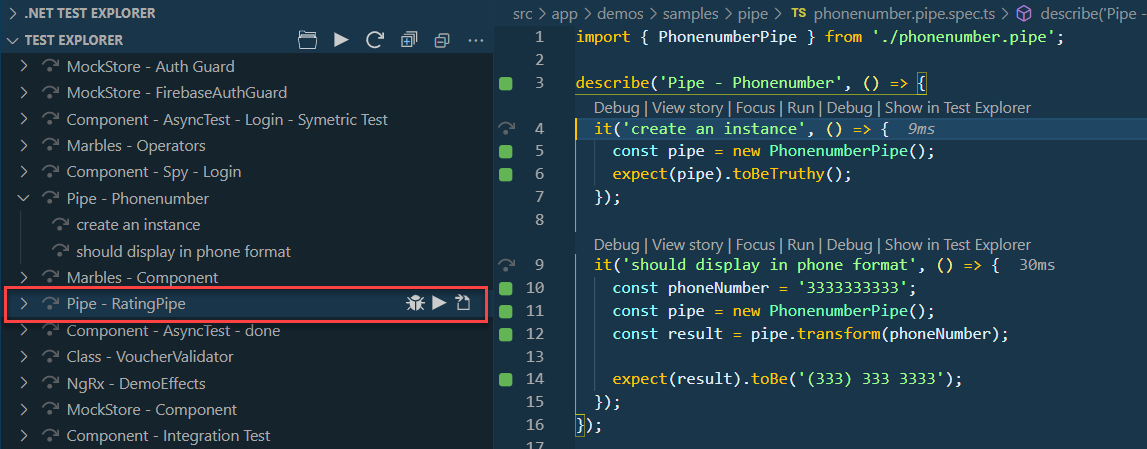 .NET TEST EXPLORER
TEST EXPLORER
MockStore - Auth Guard
MockStore - FirebaseAuthGuard
Component - AsyncTest - Login - Symetric Test
Marbles - Operators
Component - Spy - Login
Pipe - Phonenumber
create an instance
should display in phone format
Marbles - Component
Pipe - RatingPipe
Component - AsyncTest - done
Class - VoucherValidator
NgRx - DemoEffects
MockStore - Component
Component - Integration Test
src > app > demos > samples > pipe > TS phonenumber.pipe.spec.ts > describe('Pipe -
1 import { PhonenumberPipe } from './phonenumber.pipe';
2
3 describe('Pipe - Phonenumber', () => {
Debug | View story | Focus | Run | Debug | Show in Test Explorer
4 it('create an instance', () => { 9ms
5 const pipe = new PhonenumberPipe();
6 expect(pipe).toBeTruthy();
7 });
8
Debug | View story | Focus | Run | Debug | Show in Test Explorer
9 it('should display in phone format', () => { 30ms
10 const phoneNumber = '3333333333';
11 const pipe = new PhonenumberPipe();
12 const result = pipe.transform(phoneNumber);
13
14 expect(result).toBe('(333) 333 3333');
15 });
16 });
17